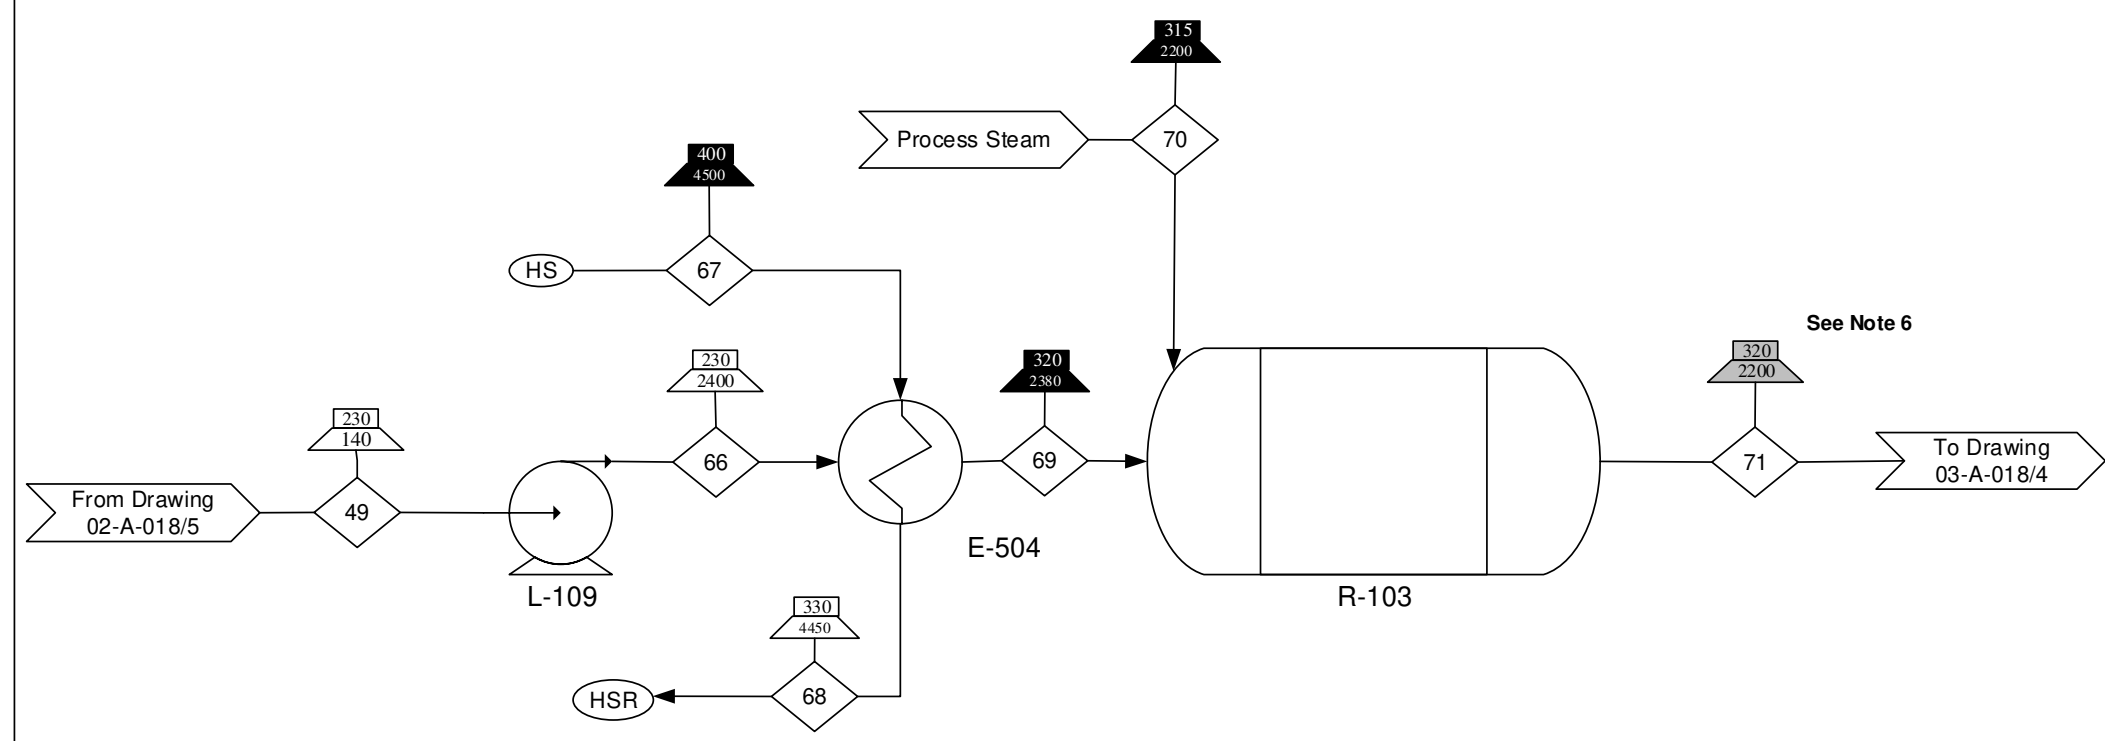 315
2200
Process Steam
70
400
4500
HS
67
See Note 6
230
2400
320
2380
320
2200
230
140
66
69
71
To Drawing
03-A-018/4
From Drawing
02-A-018/5
49
E-504
L-109
R-103
330
4450
HSR
68